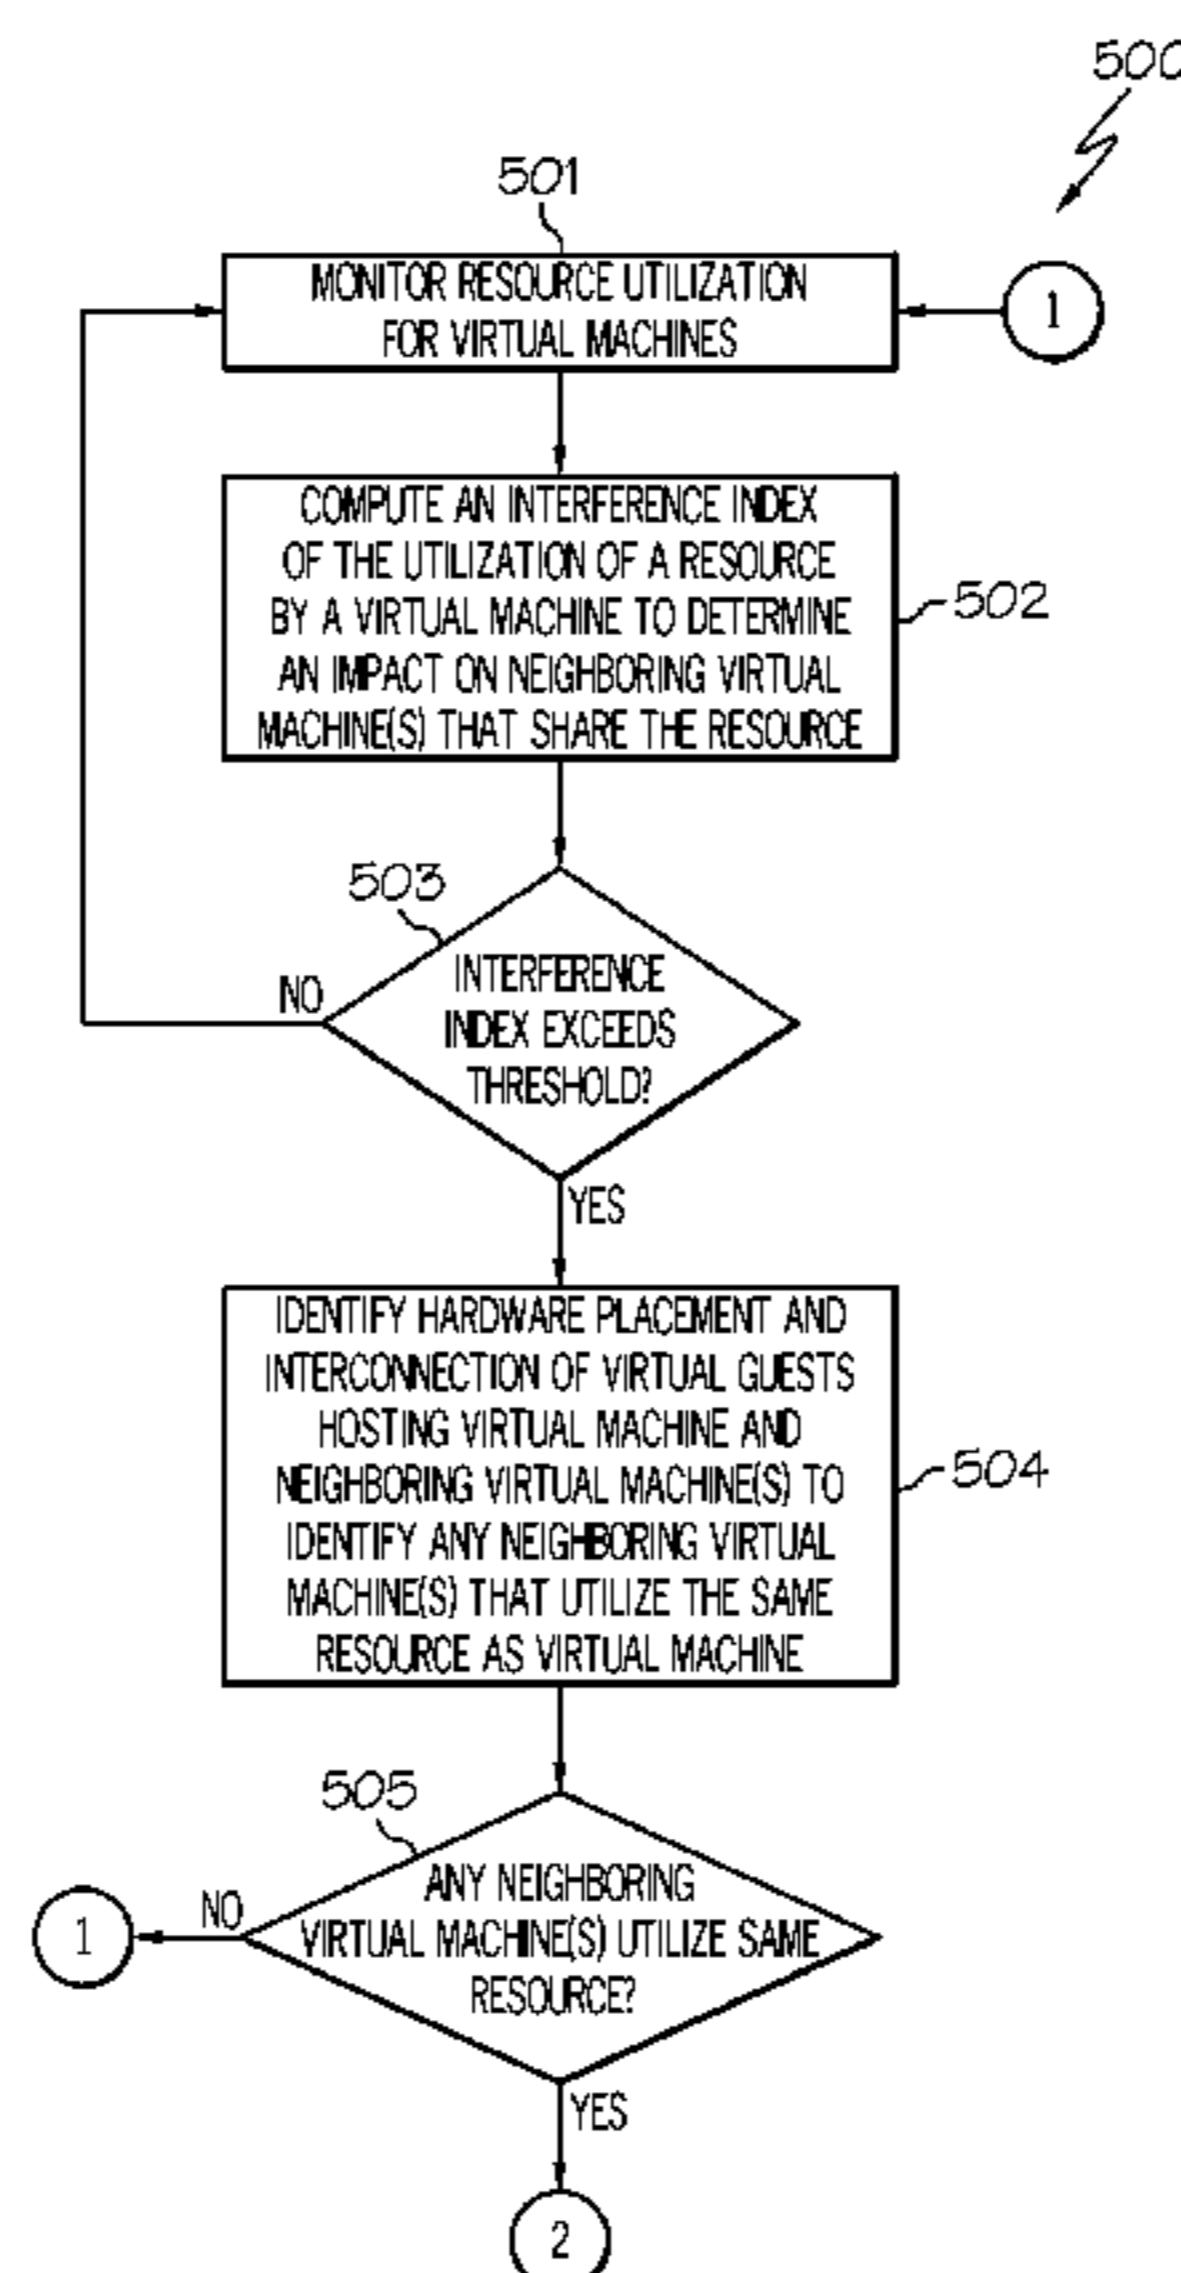 500
501
MONITOR RESOURCE UTILIZATION
FOR VIRTUAL MACHINES
1
COMPUTE AN INTERFERENCE INDEX
OF THE UTILIZATION OF A RESOURCE
BY A VIRTUAL MACHINE TO DETERMINE
AN IMPACT ON NEIGHBORING VIRTUAL
MACHINE(S) THAT SHARE THE RESOURCE
502
503
NO
INTERFERENCE
INDEX EXCEEDS
THRESHOLD?
YES
IDENTIFY HARDWARE PLACEMENT AND
INTERCONNECTION OF VIRTUAL GUESTS
HOSTING VIRTUAL MACHINE AND
NEIGHBORING VIRTUAL MACHINE(S) TO
IDENTIFY ANY NEIGHBORING VIRTUAL
MACHINE(S) THAT UTILIZE THE SAME
RESOURCE AS VIRTUAL MACHINE
504
505
NO
1
ANY NEIGHBORING
VIRTUAL MACHINE(S) UTILIZE SAME
RESOURCE?
YES
2